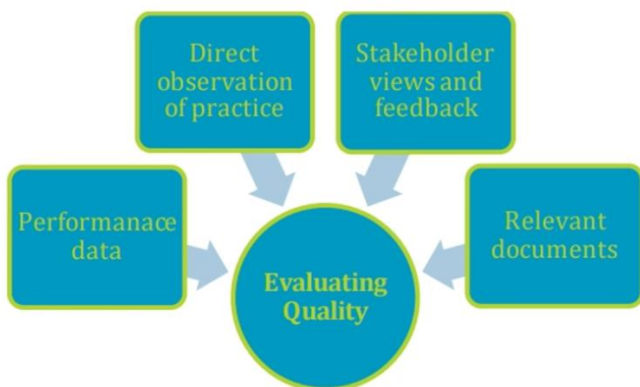 Direct
observation
of practice
Stakeholder
views and
feedback
Performanace
data
Relevant
documents
Evaluating
Quality